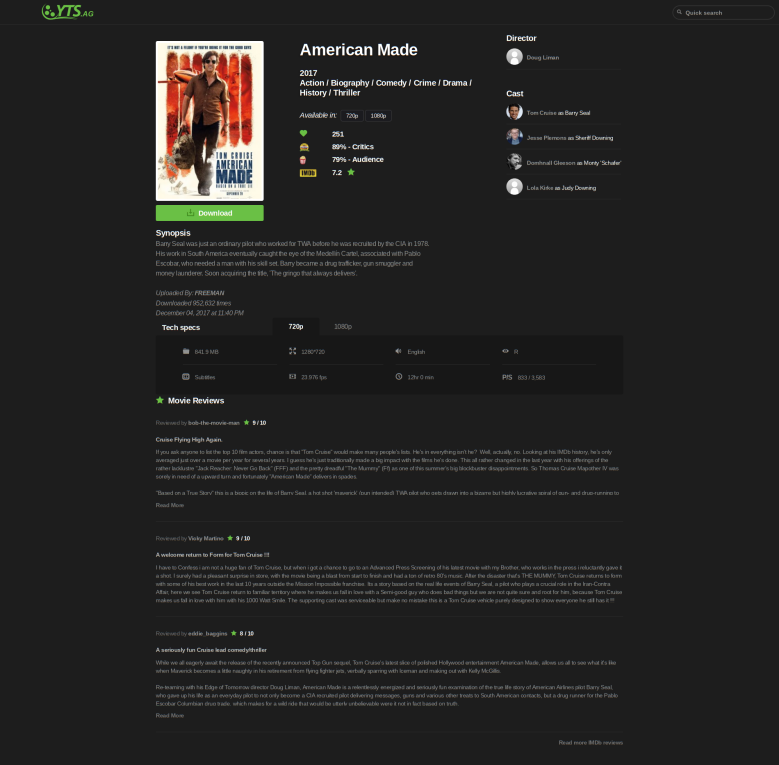 YTS.AG
Quick search
IT'S NOT A FELONY IF YOU'RE DOING IT FOR THE GOOD GUYS
TOM CRUISE
AMERICAN
MADE
BASED ON A TRUE LIE
Download
American Made
2017
Action / Biography / Comedy / Crime / Drama /
History / Thriller
Available in: 720p 1080p
251
89% - Critics
79% - Audience
IMDb 7.2
Director
Doug Liman
Cast
Tom Cruise as Barry Seal
Jesse Plemons as Sheriff Downing
Domhnall Gleeson as Monty 'Schafer'
Lola Kirke as Judy Downing
Synopsis
Barry Seal was just an ordinary pilot who worked for TWA before he was recruited by the CIA in 1978.
His work in South America eventually caught the eye of the Medellín Cartel, associated with Pablo
Escobar, who needed a man with his skill set. Barry became a drug trafficker, gun smuggler and
money launderer. Soon acquiring the title, 'The gringo that always delivers'.
Uploaded By: FREEMAN
Downloaded 952,632 times
December 04, 2017 at 11:40 PM
Tech specs
720p
1080p
841.9 MB
1280*720
English
R
Subtitles
23.976 fps
12hr 0 min
P/S 833 / 3,583
Movie Reviews
Reviewed by bob-the-movie-man 9 / 10
Cruise Flying High Again.
If you ask anyone to list the top 10 film actors, chance is that "Tom Cruise" would make many people's lists. He's in everything isn't he? Well, actually, no. Looking at his IMDb history, he's only
averaged just over a movie per year for several years. I guess he's just traditionally made a big impact with the films he's done. This all rather changed in the last year with his offerings of the
rather lacklustre "Jack Reacher: Never Go Back" (FFF) and the pretty dreadful "The Mummy" (Ff) as one of this summer's big blockbuster disappointments. So Thomas Cruise Mapother IV was
sorely in need of a upward turn and fortunately "American Made" delivers in spades.
"Based on a True Story" this is a biopic on the life of Barry Seal, a hot shot 'maverick' (pun intended) TWA pilot who gets drawn into a bizarre but highly lucrative spiral of gun- and drug-running to
Read More
Reviewed by Vicky Martino 9 / 10
A welcome return to Form for Tom Cruise !!!
I have to Confess i am not a huge fan of Tom Cruise, but when i got a chance to go to an Advanced Press Screening of his latest movie with my Brother, who works in the press i reluctantly gave it
a shot. I surely had a pleasant surprise in store, with the movie being a blast from start to finish and had a ton of retro 80's music. After the disaster that's THE MUMMY, Tom Cruise returns to form
with some of his best work in the last 10 years outside the Mission Impossible franchise. Its a story based on the real life events of Barry Seal, a pilot who plays a crucial role in the Iran-Contra
Affair, here we see Tom Cruise return to familiar territory where he makes us fall in love with a Semi-good guy who does bad things but we are not quite sure and root for him, because Tom Cruise
makes us fall in love with him with his 1000 Watt Smile. The supporting cast was serviceable but make no mistake this is a Tom Cruise vehicle purely designed to show everyone he still has it !!!
Reviewed by eddie_baggins 8 / 10
A seriously fun Cruise lead comedy/thriller
While we all eagerly await the release of the recently announced Top Gun sequel, Tom Cruise's latest slice of polished Hollywood entertainment American Made, allows us all to see what it's like
when Maverick becomes a little naughty in his retirement from flying fighter jets, verbally sparring with Iceman and making out with Kelly McGillis.
Re-teaming with his Edge of Tomorrow director Doug Liman, American Made is a relentlessly energized and seriously fun examination of the true life story of American Airlines pilot Barry Seal,
who gave up his life as an everyday pilot to not only become a CIA recruited pilot delivering messages, guns and various other treats to South American contacts, but a drug runner for the Pablo
Escobar Columbian drug trade, which makes for a wild ride that would be utterly unbelievable were it not in fact based on truth.
Read More
Read more IMDb reviews